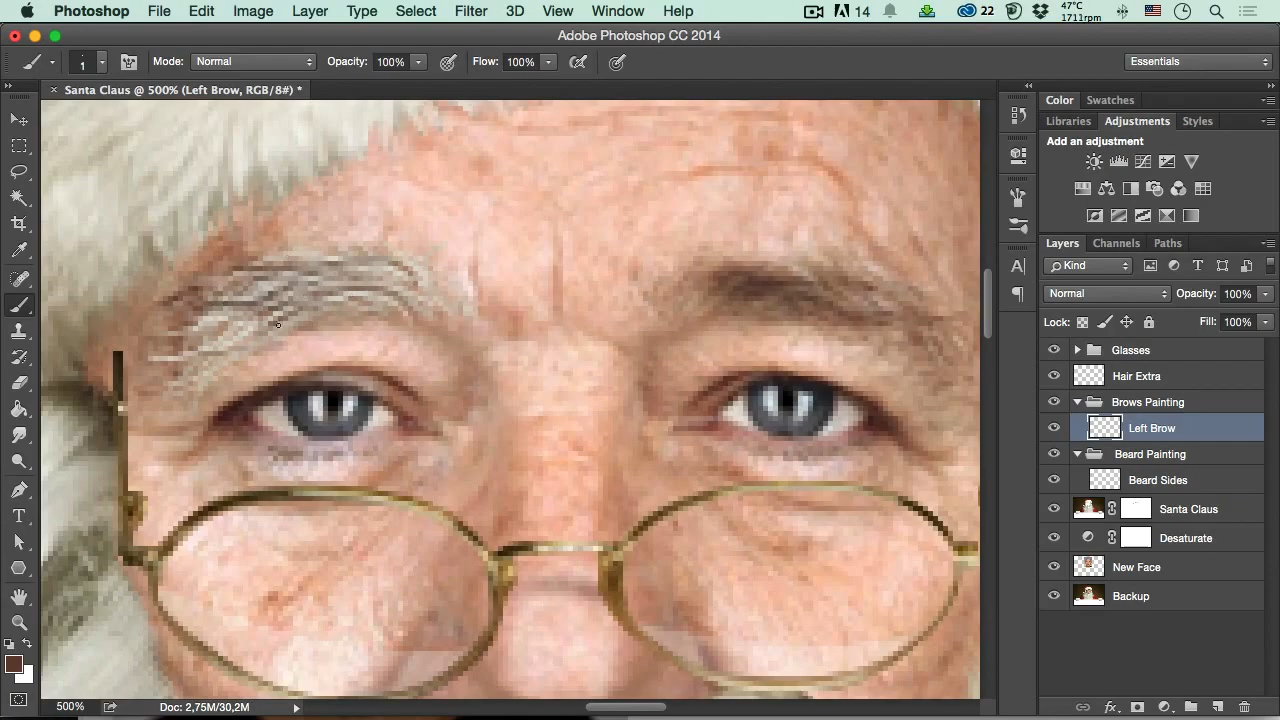 Photoshop File Edit Image Layer Type Select Filter 3D View Window Help 14 22 47°C 1711rpm
Adobe Photoshop CC 2014
1 Mode: Normal Opacity: 100% Flow: 100% Essentials
Santa Claus @ 500% (Left Brow, RGB/8#) *
Color Swatches
Libraries Adjustments Styles
Add an adjustment
Layers Channels Paths
Kind
Normal Opacity: 100%
Lock: Fill: 100%
Glasses
Hair Extra
Brows Painting
Left Brow
Beard Painting
Beard Sides
Santa Claus
Desaturate
New Face
Backup
500% Doc: 2,75M/30,2M
fx